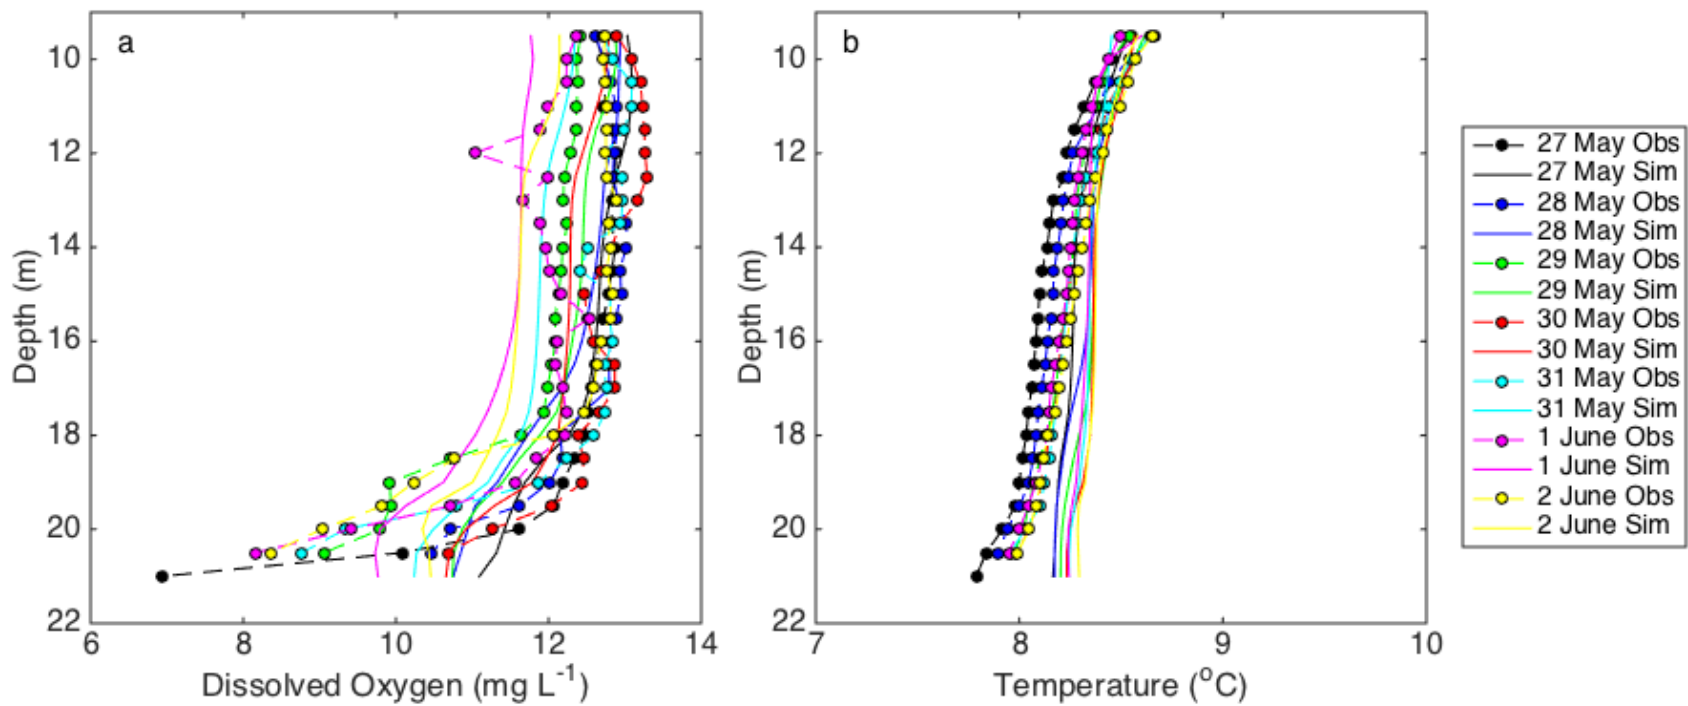 a
10
12
14
16
18
20
22
Depth (m)
6
8
10
12
14
Dissolved Oxygen (mg L⁻¹)
b
10
12
14
16
18
20
22
Depth (m)
7
8
9
10
Temperature (°C)
27 May Obs
27 May Sim
28 May Obs
28 May Sim
29 May Obs
29 May Sim
30 May Obs
30 May Sim
31 May Obs
31 May Sim
1 June Obs
1 June Sim
2 June Obs
2 June Sim